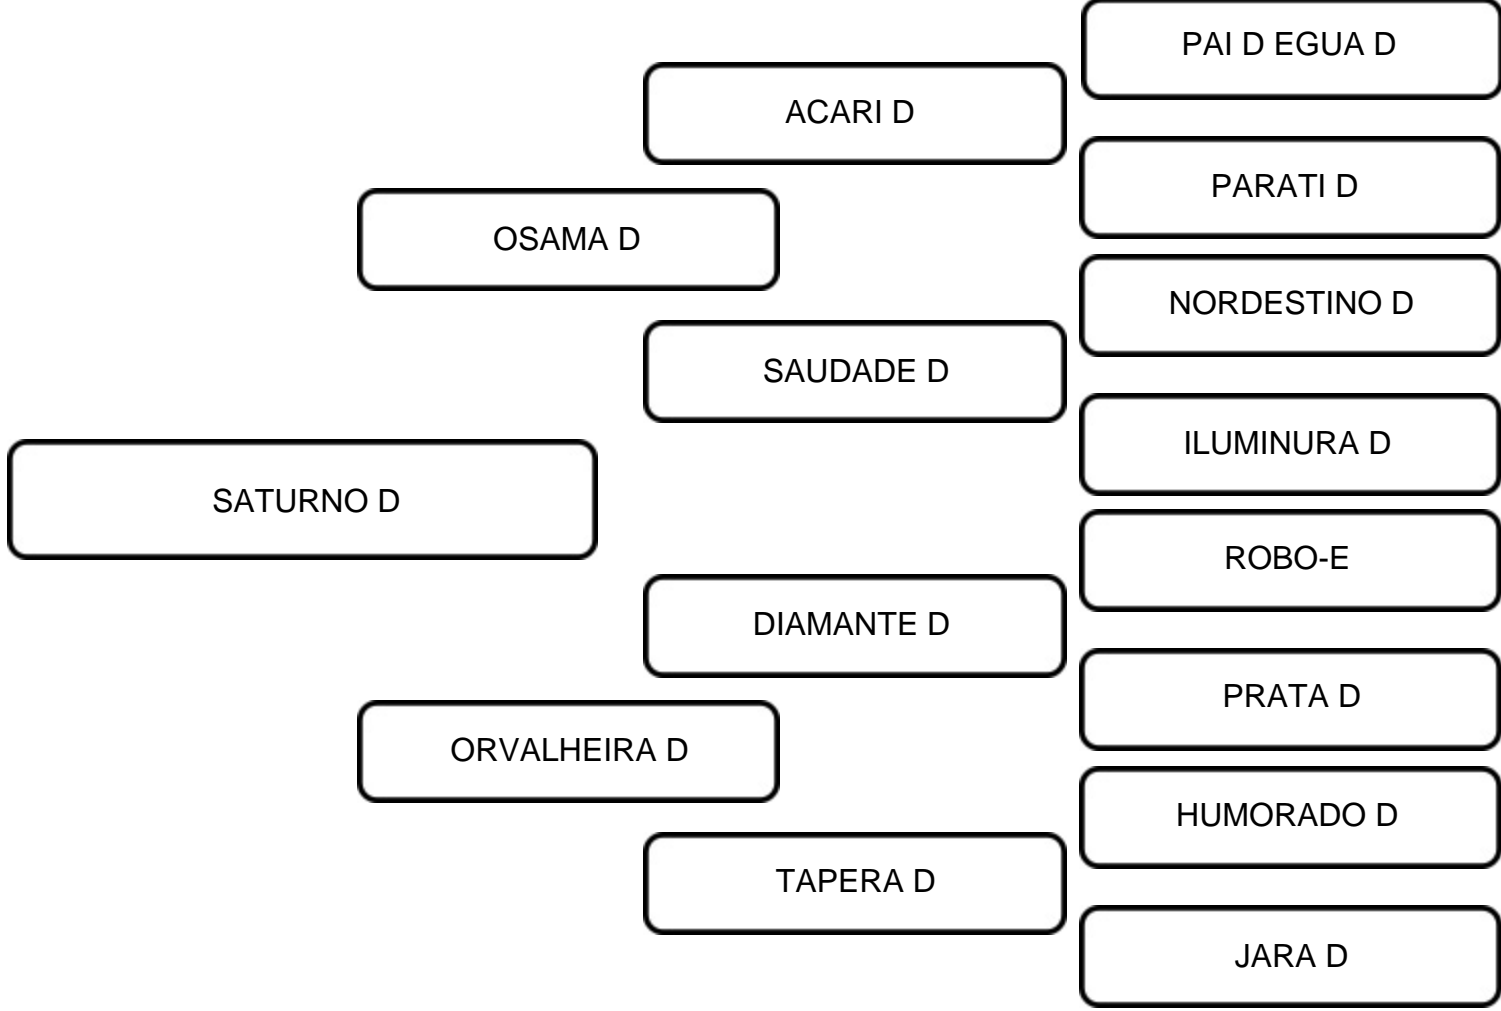 PAI D EGUA D
ACARI D
PARATI D
OSAMA D
NORDESTINO D
SAUDADE D
ILUMINURA D
SATURNO D
ROBO-E
DIAMANTE D
PRATA D
ORVALHEIRA D
HUMORADO D
TAPERA D
JARA D